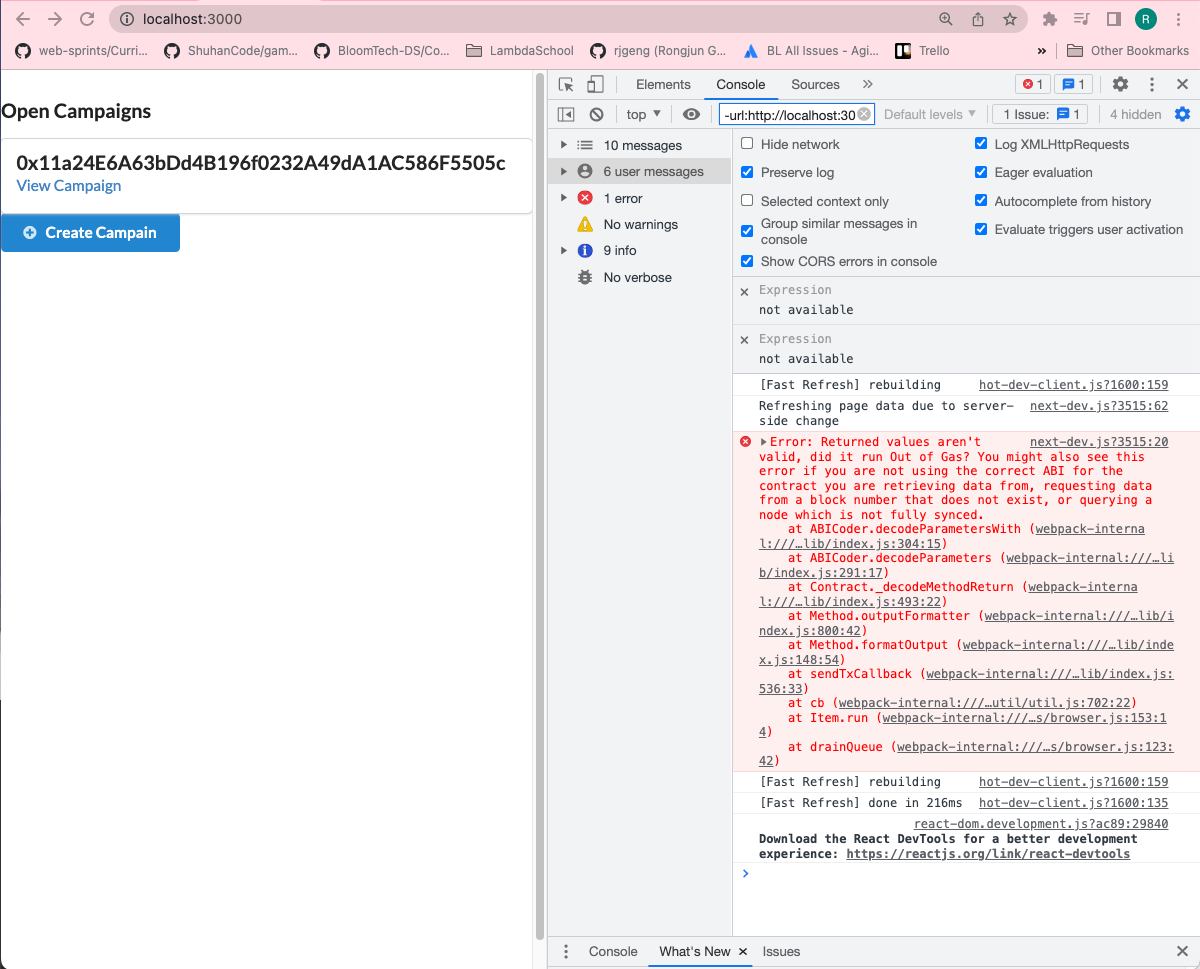 localhost:3000
R
web-sprints/Curri...
ShuhanCode/gam...
BloomTech-DS/Co...
LambdaSchool
rjgeng (Rongjun G...
BL All Issues - Agi...
Trello
»
Other Bookmarks
Open Campaigns
0x11a24E6A63bDd4B196f0232A49dA1AC586F5505c
View Campaign
Create Campain
Elements
Console
Sources
»
1
1
top ▼
-url:http://localhost:30
Default levels ▼
1 Issue: 1
4 hidden
10 messages
6 user messages
1 error
No warnings
9 info
No verbose
Hide network
Log XMLHttpRequests
Preserve log
Eager evaluation
Selected context only
Autocomplete from history
Group similar messages in
console
Evaluate triggers user activation
Show CORS errors in console
Expression
not available
Expression
not available
[Fast Refresh] rebuilding hot-dev-client.js?1600:159
Refreshing page data due to server- next-dev.js?3515:62
side change
Error: Returned values aren't next-dev.js?3515:20
valid, did it run Out of Gas? You might also see this
error if you are not using the correct ABI for the
contract you are retrieving data from, requesting data
from a block number that does not exist, or querying a
node which is not fully synced.
at ABICoder.decodeParametersWith (webpack-interna
l:///…lib/index.js:304:15)
at ABICoder.decodeParameters (webpack-internal:///…li
b/index.js:291:17)
at Contract._decodeMethodReturn (webpack-interna
l:///…lib/index.js:493:22)
at Method.outputFormatter (webpack-internal:///…lib/i
ndex.js:800:42)
at Method.formatOutput (webpack-internal:///…lib/inde
x.js:148:54)
at sendTxCallback (webpack-internal:///…lib/index.js:
536:33)
at cb (webpack-internal:///…util/util.js:702:22)
at Item.run (webpack-internal:///…s/browser.js:153:1
4)
at drainQueue (webpack-internal:///…s/browser.js:123:
42)
[Fast Refresh] rebuilding hot-dev-client.js?1600:159
[Fast Refresh] done in 216ms hot-dev-client.js?1600:135
react-dom.development.js?ac89:29840
Download the React DevTools for a better development
experience: https://reactjs.org/link/react-devtools
Console
What's New
Issues